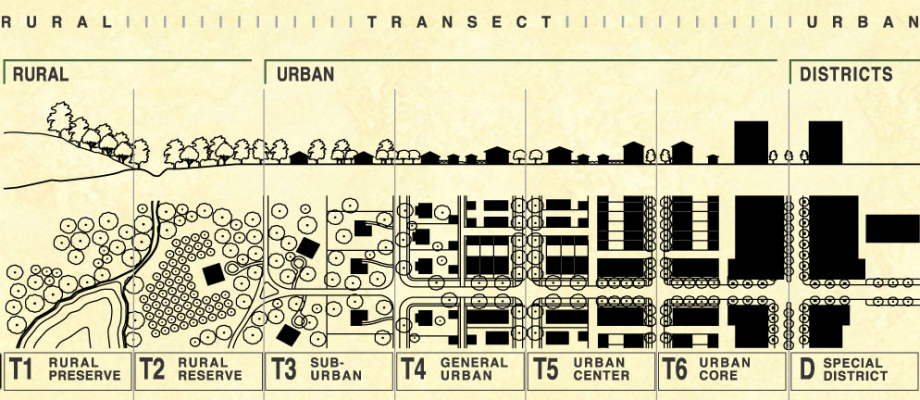 RURAL TRANSECT URBAN
RURAL
URBAN
DISTRICTS
T1 RURAL
PRESERVE
T2 RURAL
RESERVE
T3 SUB-
URBAN
T4 GENERAL
URBAN
T5 URBAN
CENTER
T6 URBAN
CORE
D SPECIAL
DISTRICT